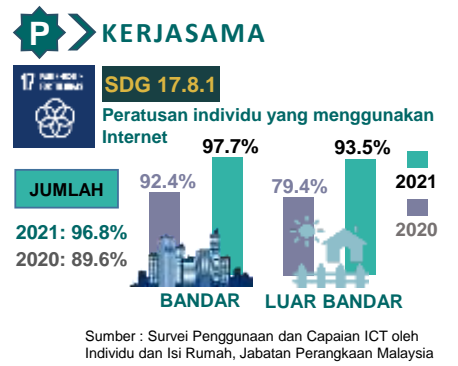 P KERJASAMA
17
SDG 17.8.1
Peratusan individu yang menggunakan
Internet
97.7%
93.5%
92.4%
79.4%
2021
2020
JUMLAH
2021: 96.8%
2020: 89.6%
BANDAR
LUAR BANDAR
Sumber : Survei Penggunaan dan Capaian ICT oleh
Individu dan Isi Rumah, Jabatan Perangkaan Malaysia